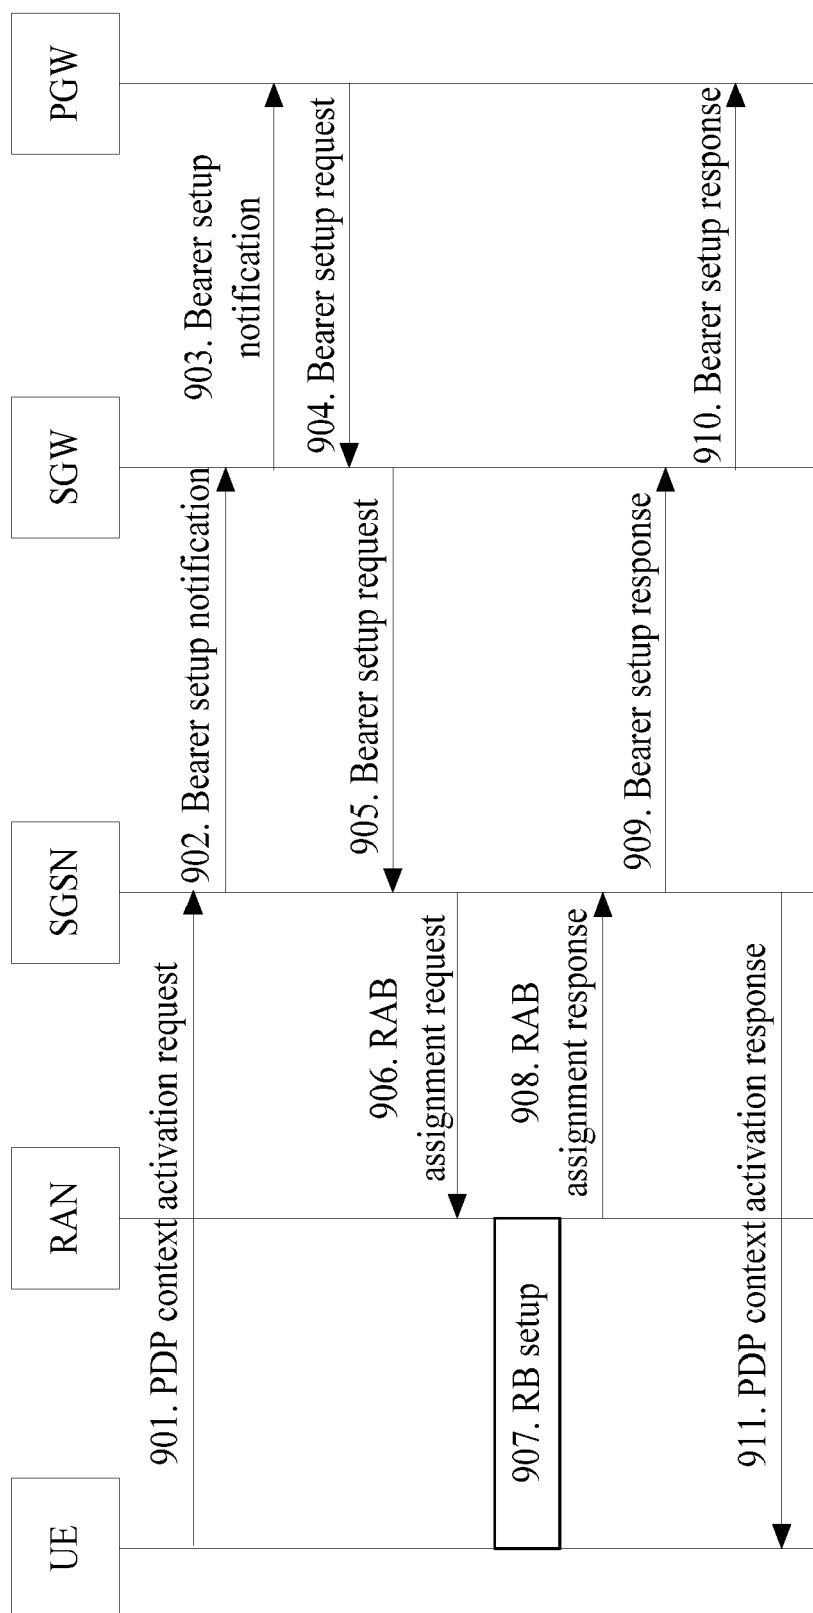 UE
RAN
SGSN
SGW
PGW
901. PDP context activation request
902. Bearer setup notification
903. Bearer setup
notification
904. Bearer setup request
905. Bearer setup request
906. RAB
assignment request
907. RB setup
908. RAB
assignment response
909. Bearer setup response
910. Bearer setup response
911. PDP context activation response